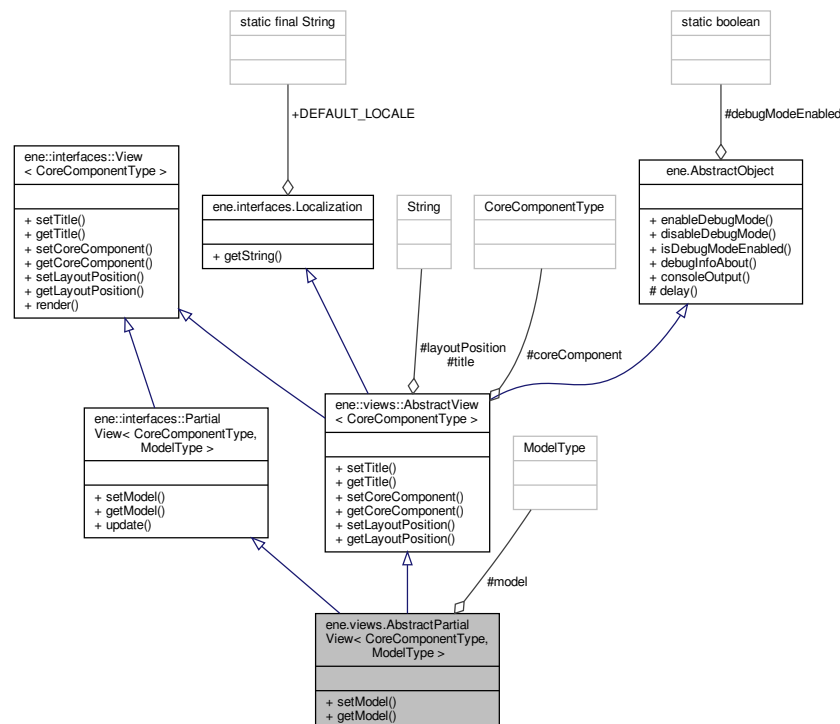 static final String
static boolean
+DEFAULT_LOCALE
#debugModeEnabled
ene::interfaces::View
< CoreComponentType >
+ setTitle()
+ getTitle()
+ setCoreComponent()
+ getCoreComponent()
+ setLayoutPosition()
+ getLayoutPosition()
+ render()
ene.interfaces.Localization
+ getString()
String
CoreComponentType
ene.AbstractObject
+ enableDebugMode()
+ disableDebugMode()
+ isDebugModeEnabled()
+ debugInfoAbout()
+ consoleOutput()
# delay()
#layoutPosition
#title
#coreComponent
ene::interfaces::Partial
View< CoreComponentType,
ModelType >
+ setModel()
+ getModel()
+ update()
ene::views::AbstractView
< CoreComponentType >
+ setTitle()
+ getTitle()
+ setCoreComponent()
+ getCoreComponent()
+ setLayoutPosition()
+ getLayoutPosition()
ModelType
#model
ene.views.AbstractPartial
View< CoreComponentType,
ModelType >
+ setModel()
+ getModel()